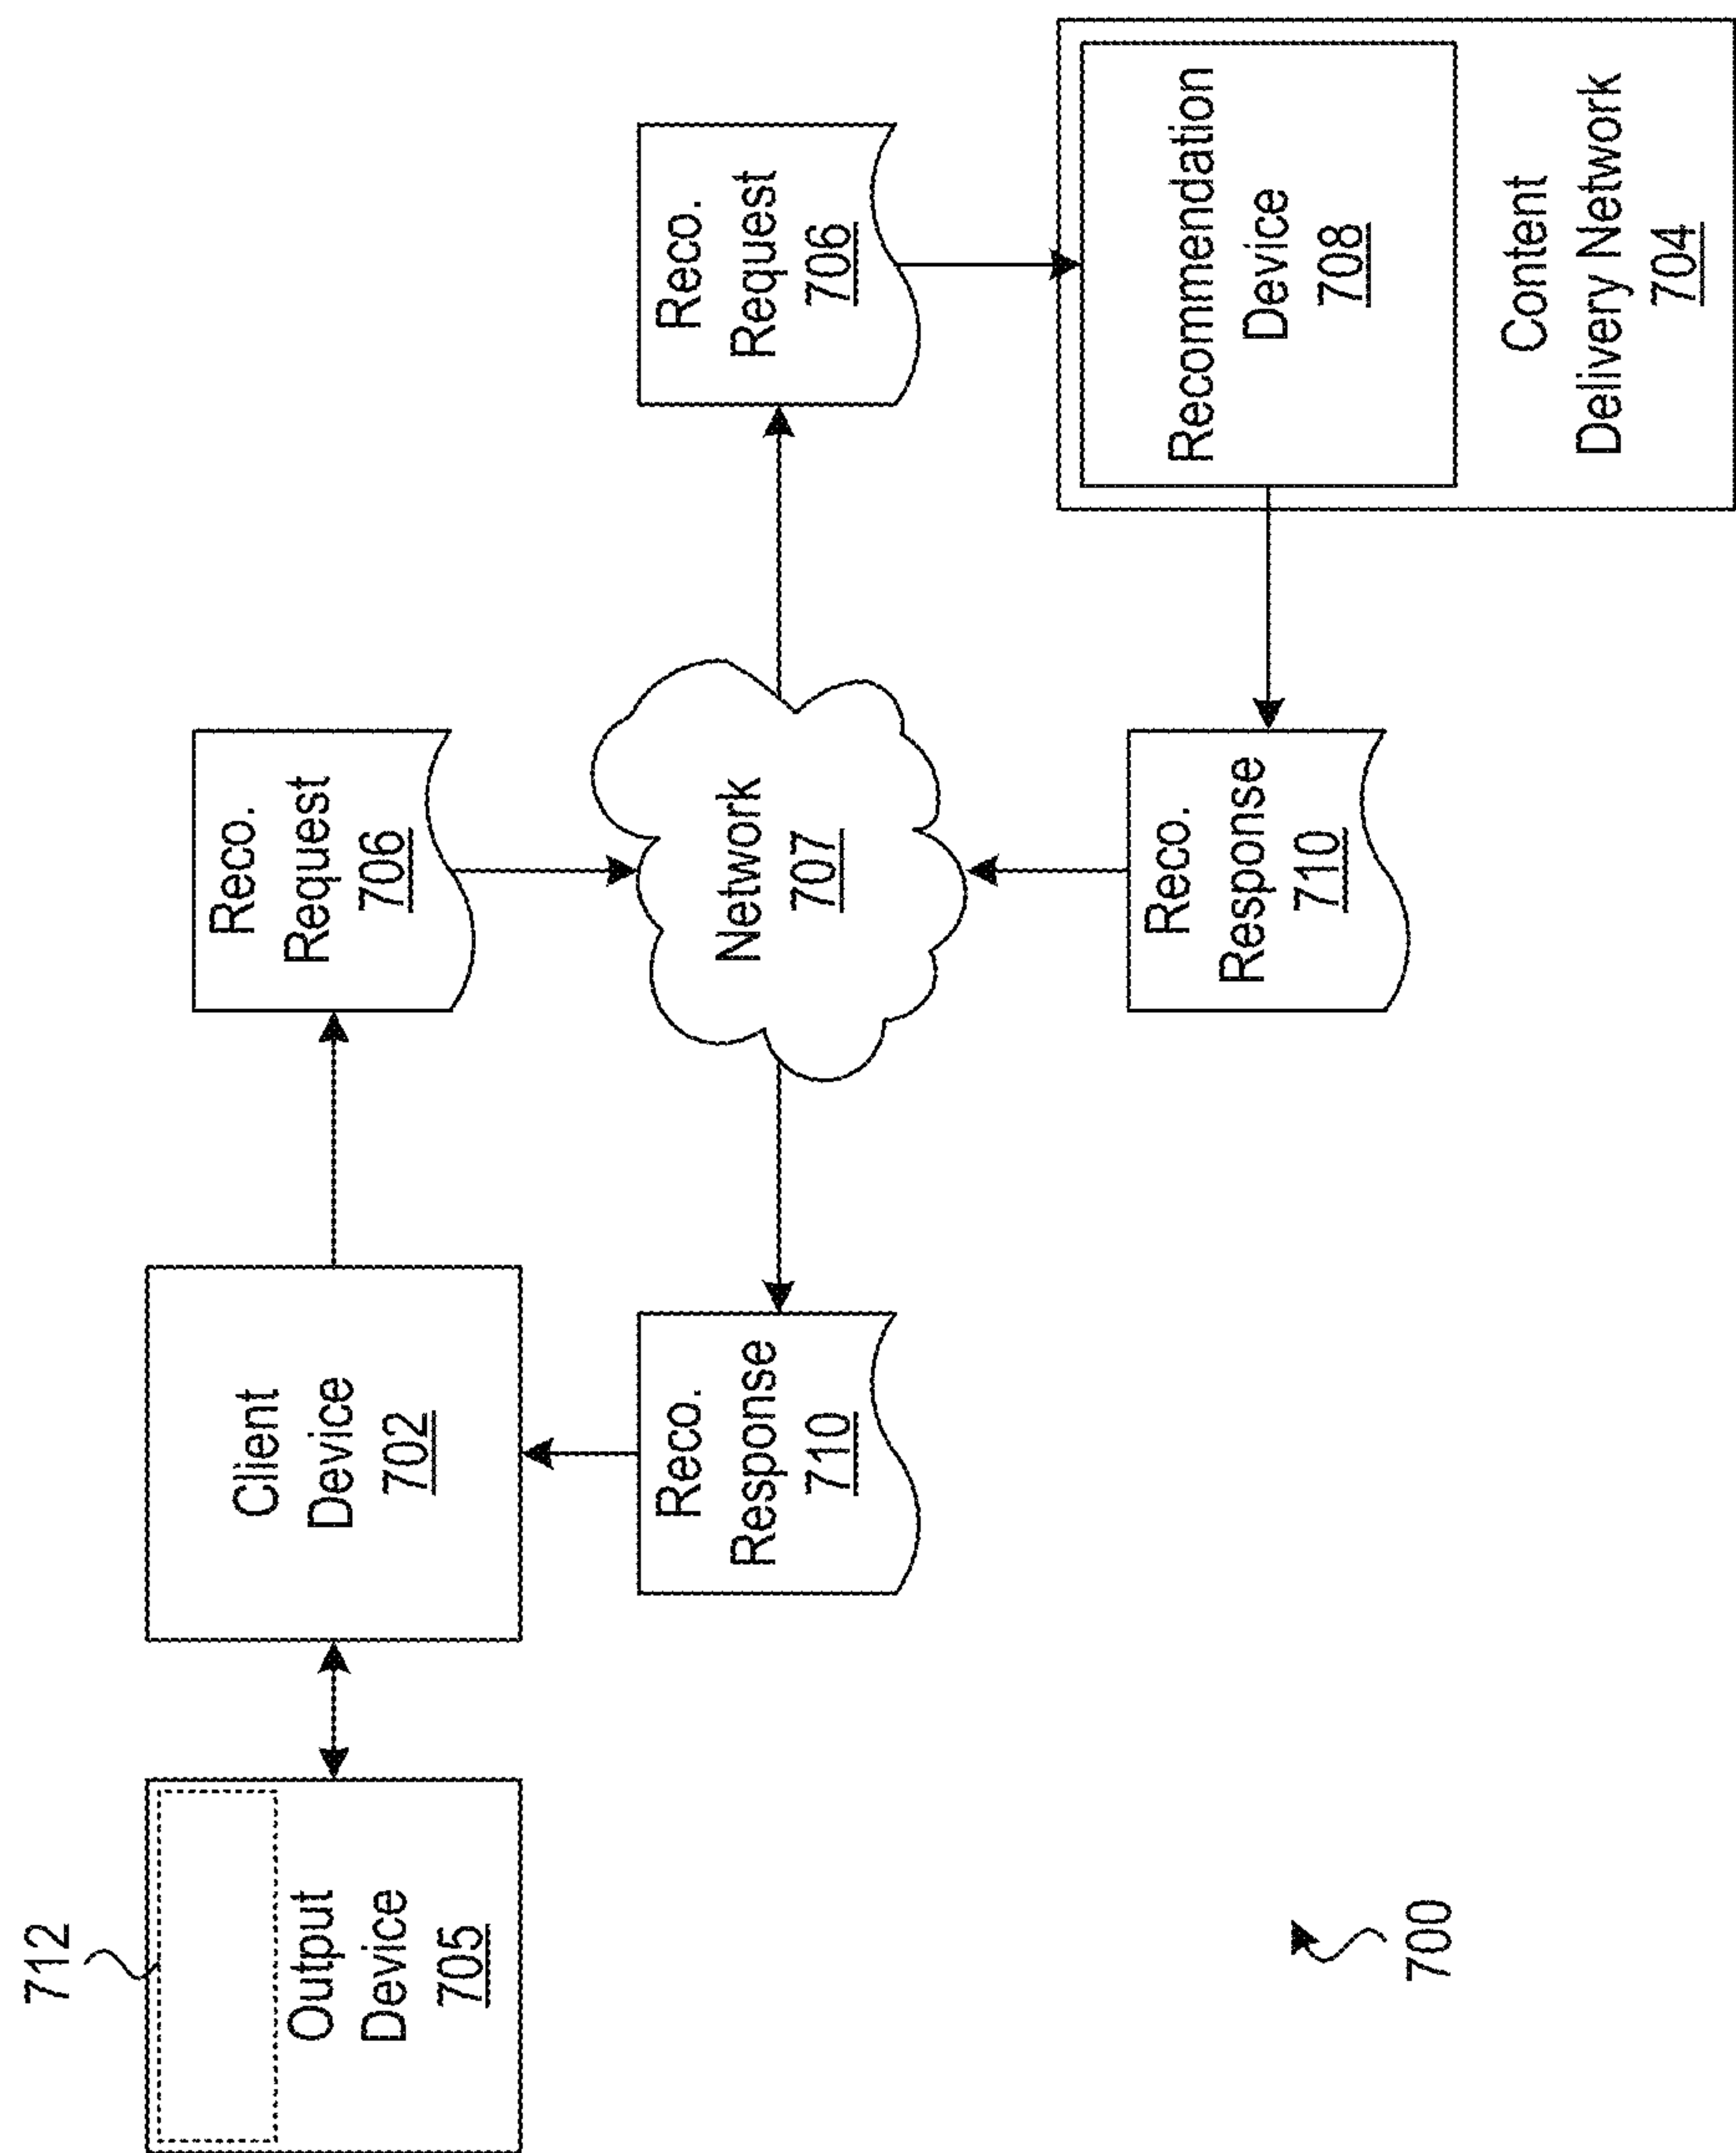 712
Output
Device
705
Client
Device
702
Reco.
Request
706
Reco.
Response
710
Network
707
Reco.
Request
706
Reco.
Response
710
Recommendation
Device
708
Content
Delivery Network
704
700